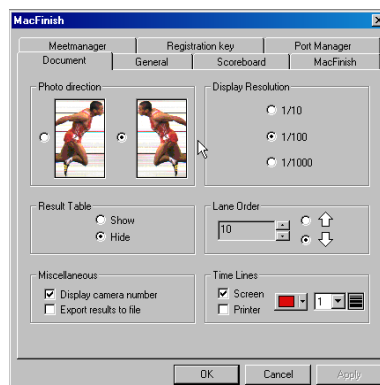 MacFinish
Meetmanager Registration key Port Manager
Document General Scoreboard MacFinish
Photo direction
Display Resolution
1/10
1/100
1/1000
Result Table
Show
Hide
Lane Order
10
Miscellaneous
Display camera number
Export results to file
Time Lines
Screen
Printer
1
OK Cancel Apply